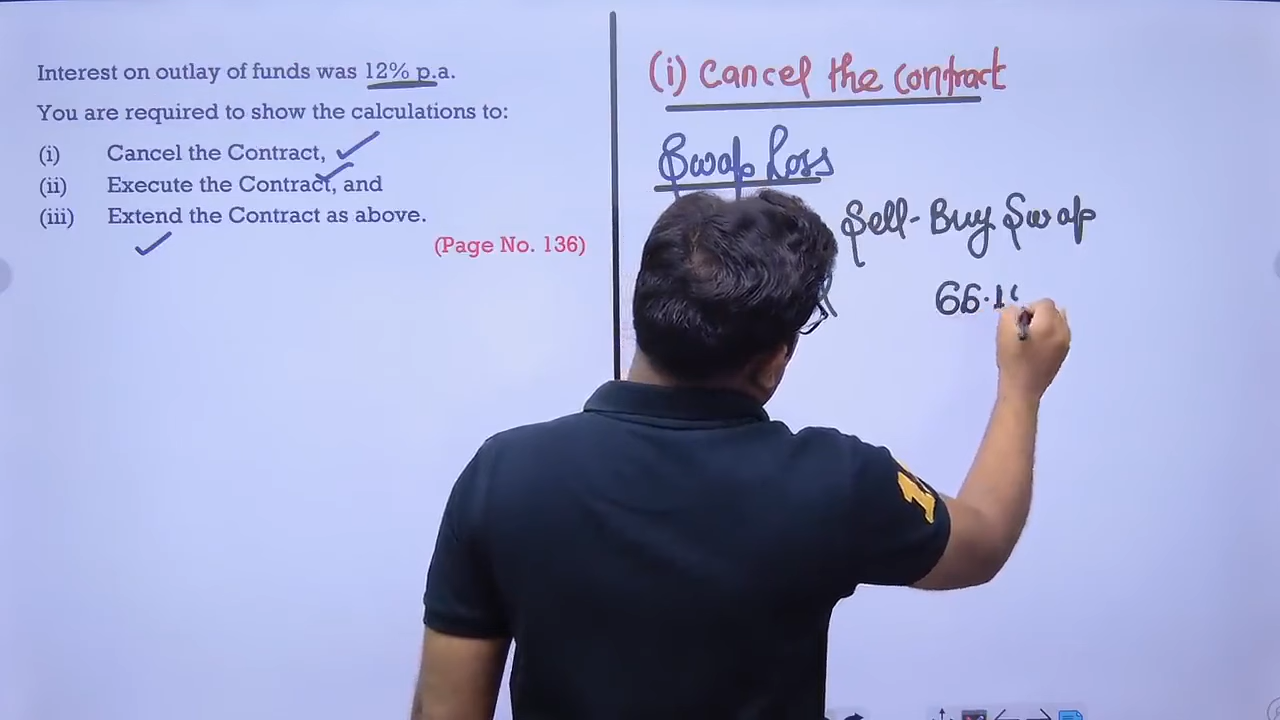 Interest on outlay of funds was 12% p.a.
You are required to show the calculations to:
(i) Cancel the Contract,
(ii) Execute the Contract, and
(iii) Extend the Contract as above.
(Page No. 136)
(i) Cancel the contract
Swap Loss
Sell-Buy Swap
66.1